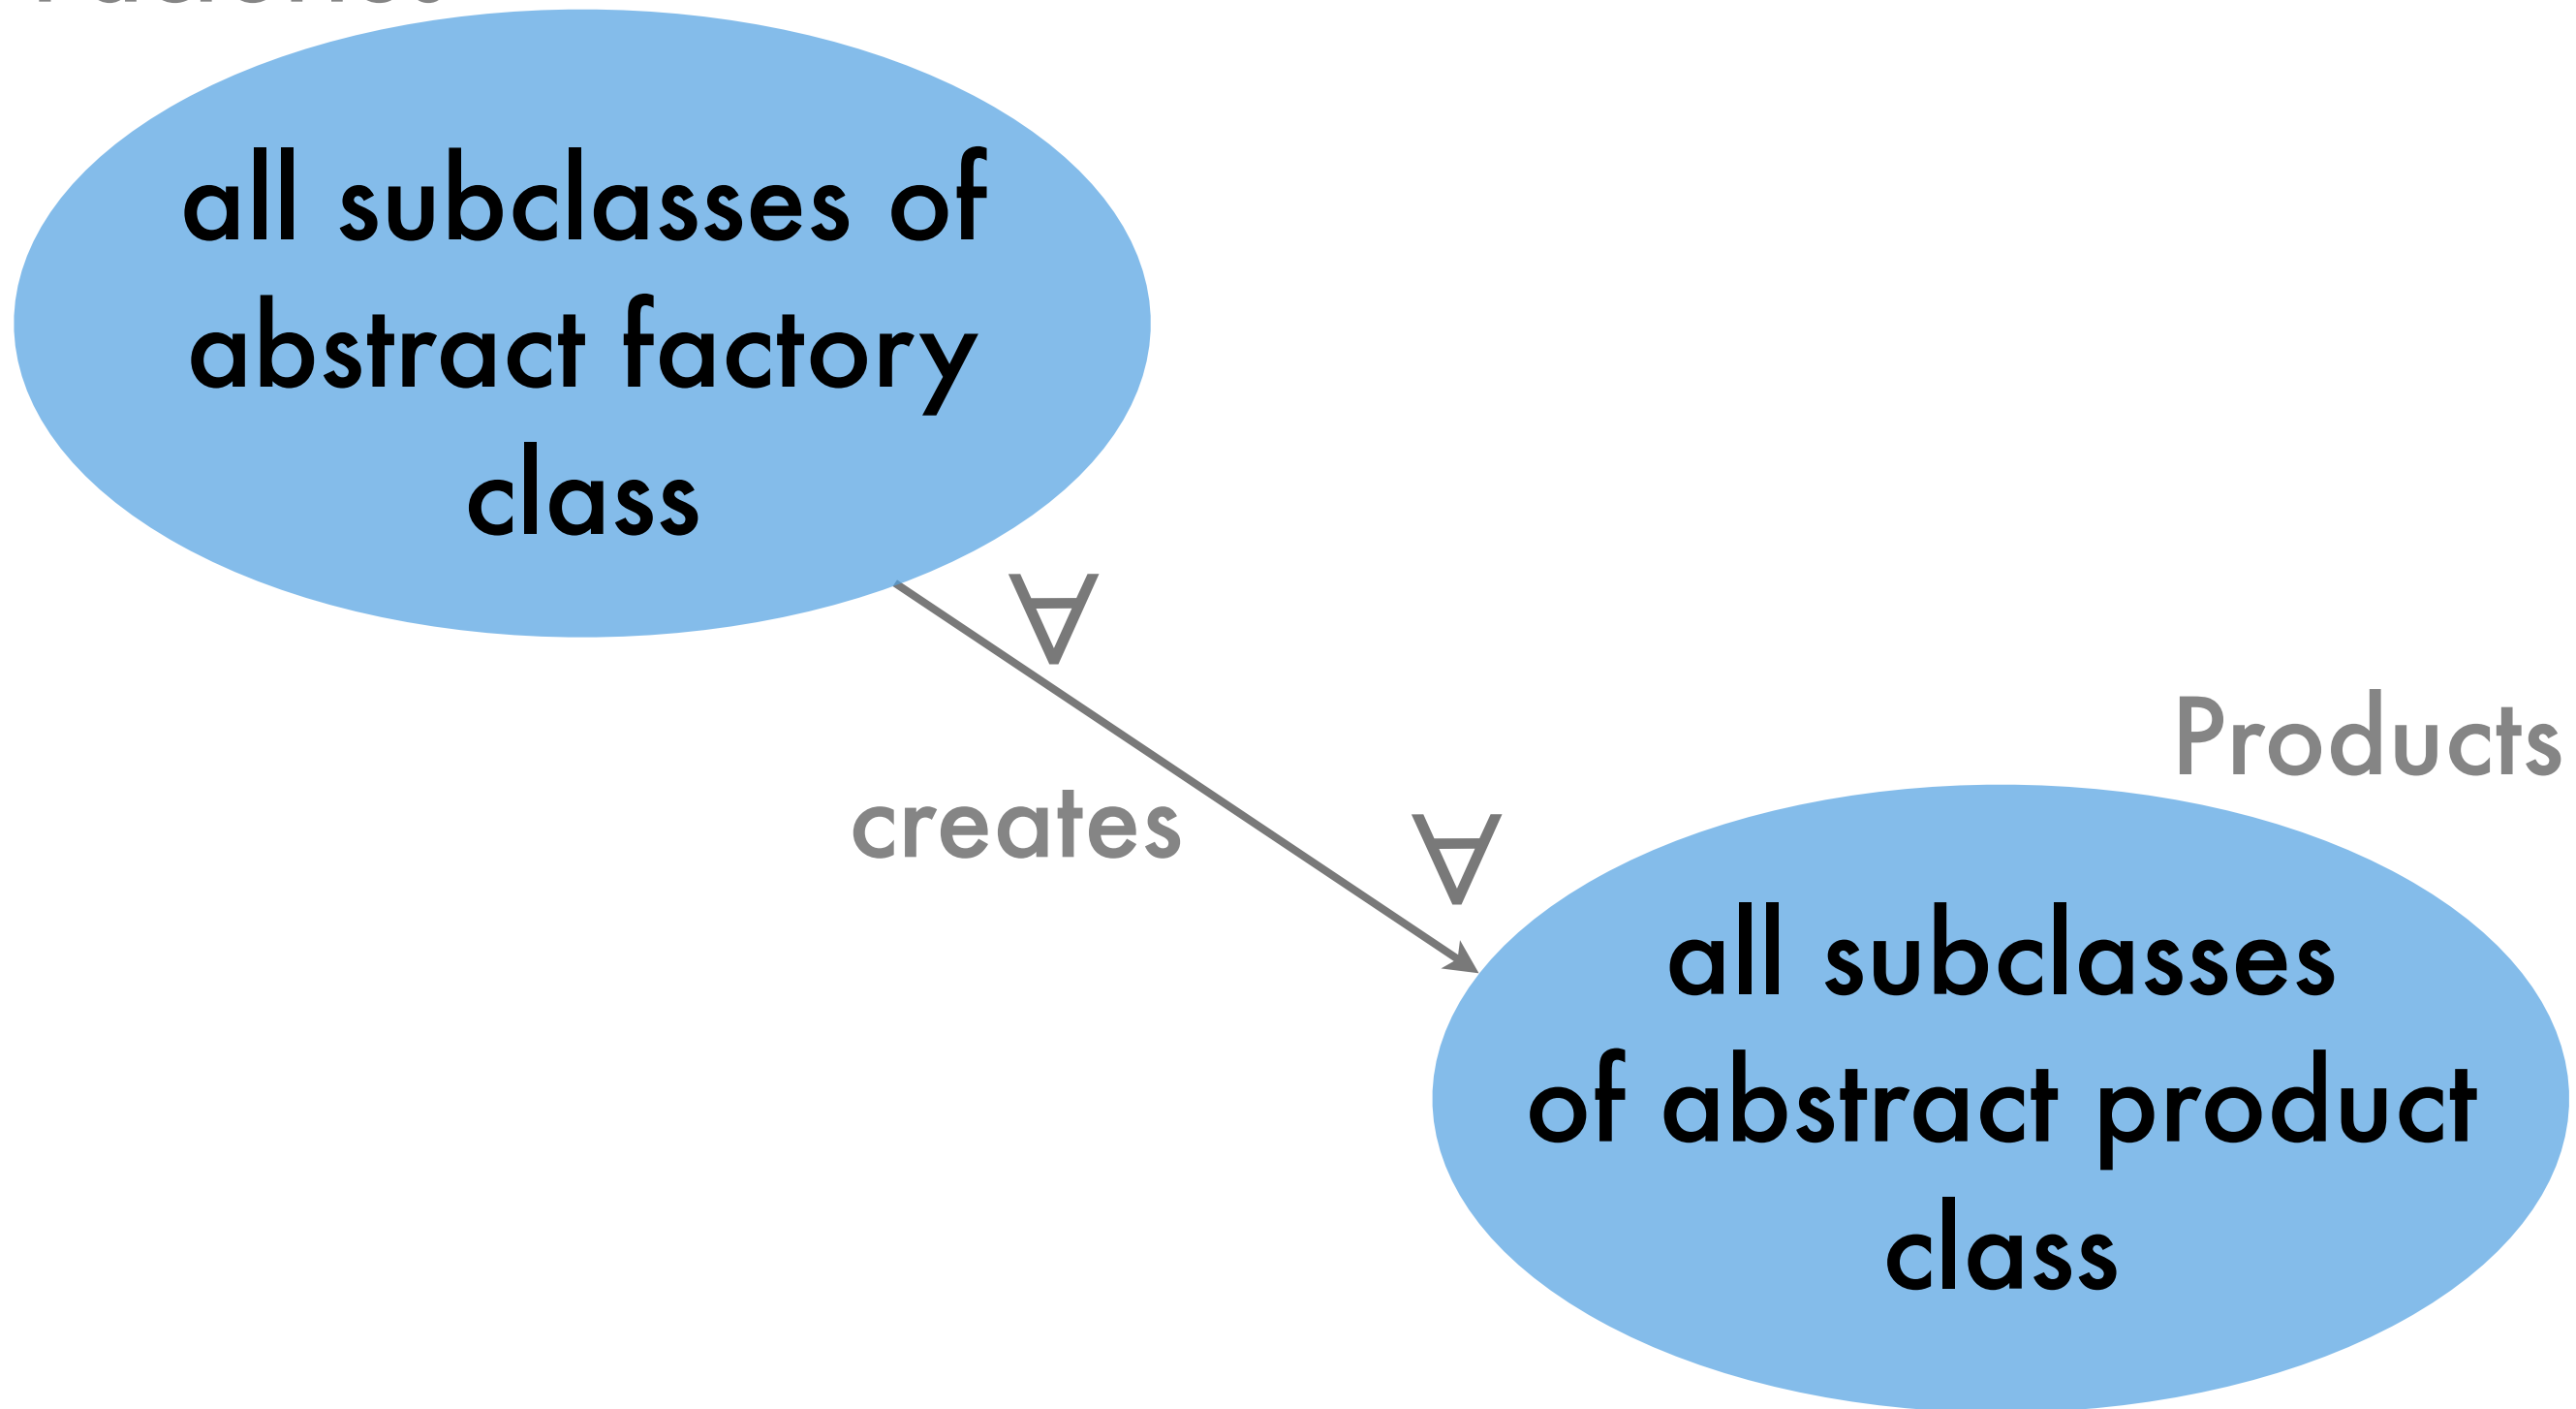 all subclasses of
abstract factory
class
∀
Products
creates
∀
all subclasses
of abstract product
class